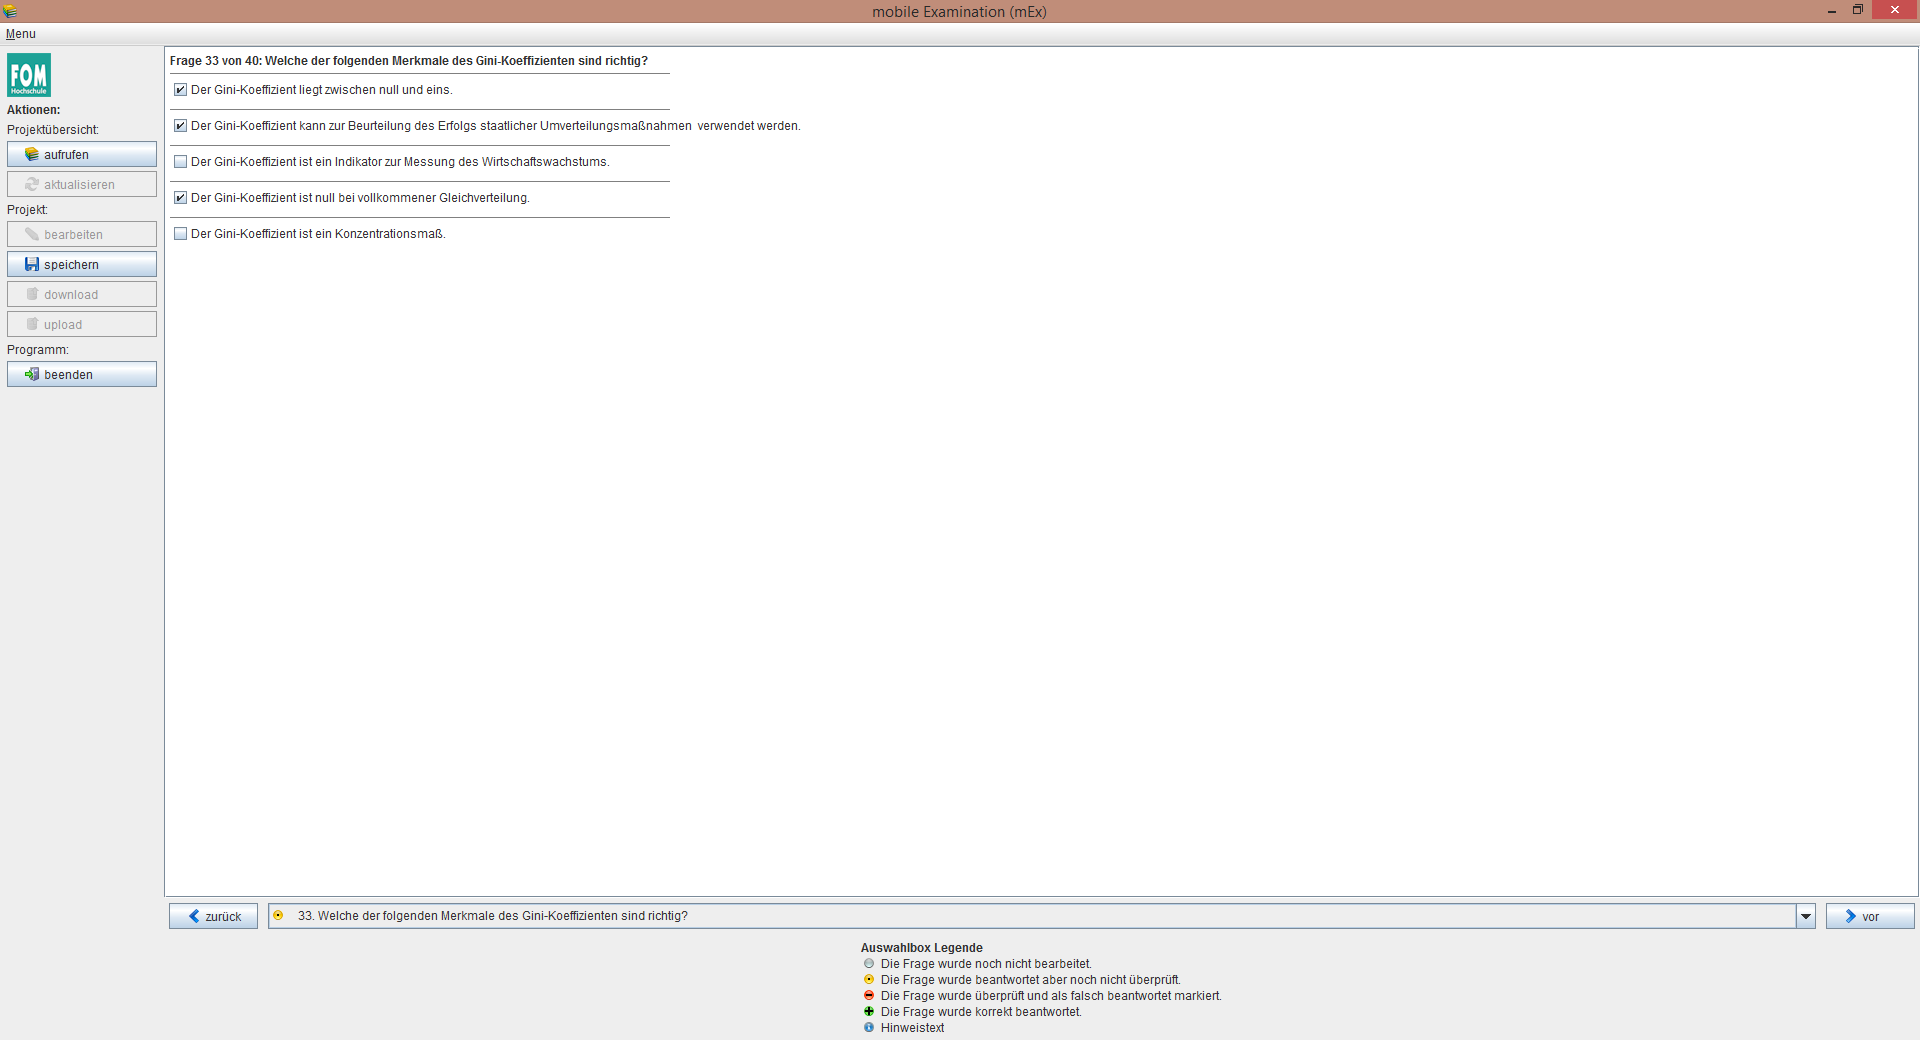 mobile Examination (mEx)
Menu
FOM
Hochschule
Aktionen:
Projektübersicht:
aufrufen
aktualisieren
Projekt:
bearbeiten
speichern
download
upload
Programm:
beenden
Frage 33 von 40: Welche der folgenden Merkmale des Gini-Koeffizienten sind richtig?
Der Gini-Koeffizient liegt zwischen null und eins.
Der Gini-Koeffizient kann zur Beurteilung des Erfolgs staatlicher Umverteilungsmaßnahmen verwendet werden.
Der Gini-Koeffizient ist ein Indikator zur Messung des Wirtschaftswachstums.
Der Gini-Koeffizient ist null bei vollkommener Gleichverteilung.
Der Gini-Koeffizient ist ein Konzentrationsmaß.
zurück
33. Welche der folgenden Merkmale des Gini-Koeffizienten sind richtig?
vor
Auswahlbox Legende
Die Frage wurde noch nicht bearbeitet.
Die Frage wurde beantwortet aber noch nicht überprüft.
Die Frage wurde überprüft und als falsch beantwortet markiert.
Die Frage wurde korrekt beantwortet.
Hinweistext